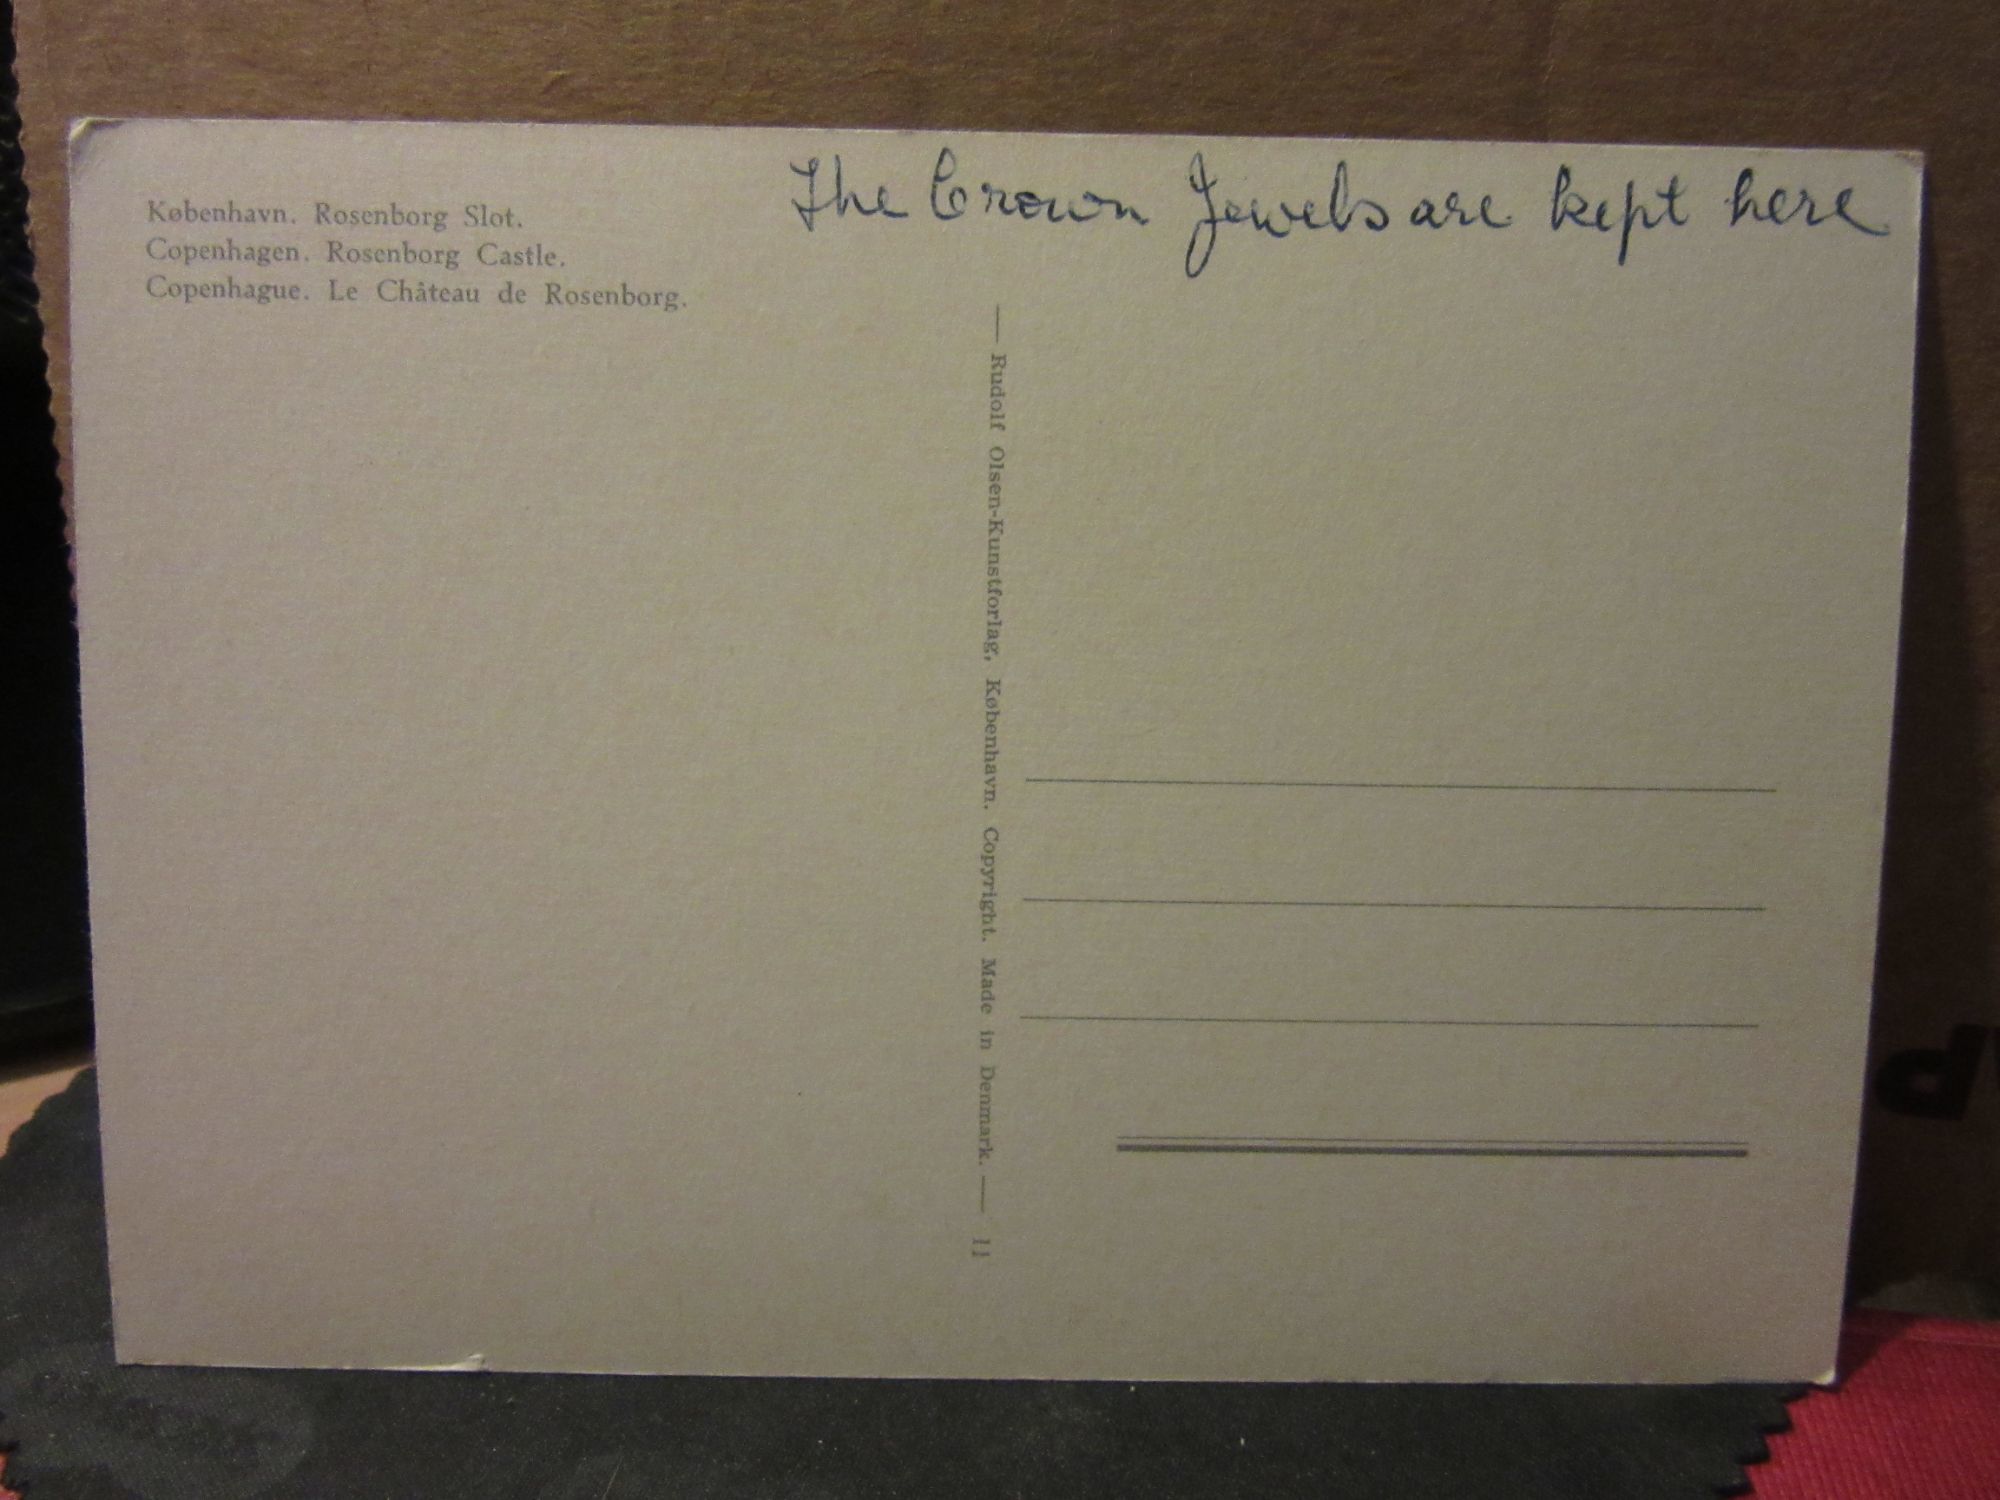 København. Rosenborg Slot.
Copenhagen. Rosenborg Castle.
Copenhague. Le Château de Rosenborg.
The Crown Jewels are kept here
— Rudolf Olsen-Kunstforlag, København. Copyright. Made in Denmark. — 11